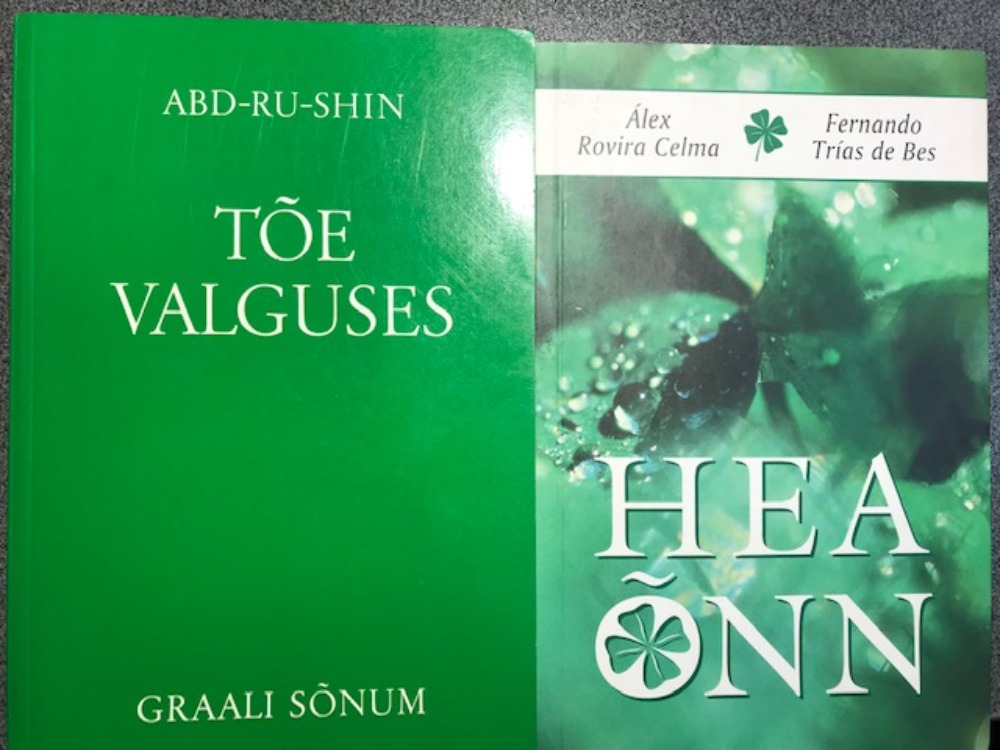 ABD-RU-SHIN
TÕE
VALGUSES
GRAALI SÕNUM
Álex
Rovira Celma
Fernando
Trías de Bes
HEA
ÕNN